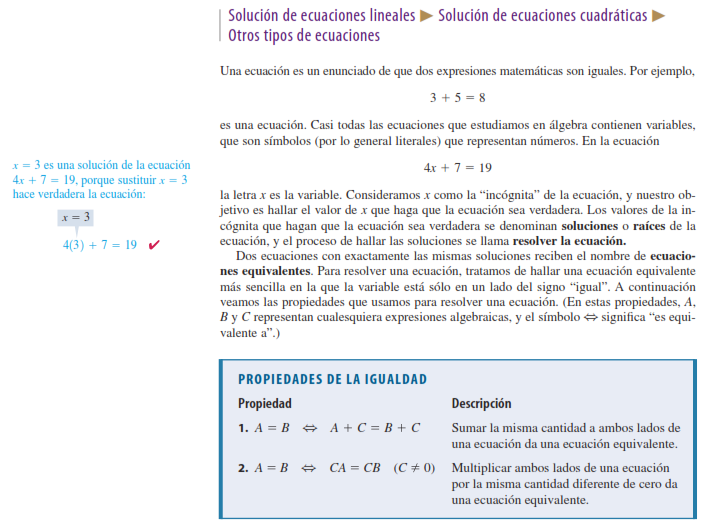 Solución de ecuaciones lineales ▶ Solución de ecuaciones cuadráticas ▶
Otros tipos de ecuaciones
Una ecuación es un enunciado de que dos expresiones matemáticas son iguales. Por ejemplo,
3 + 5 = 8
es una ecuación. Casi todas las ecuaciones que estudiamos en álgebra contienen variables,
que son símbolos (por lo general literales) que representan números. En la ecuación
4x + 7 = 19
x = 3 es una solución de la ecuación
4x + 7 = 19, porque sustituir x = 3
hace verdadera la ecuación:
x = 3
4(3) + 7 = 19 ✔
la letra x es la variable. Consideramos x como la “incógnita” de la ecuación, y nuestro ob-
jetivo es hallar el valor de x que haga que la ecuación sea verdadera. Los valores de la in-
cógnita que hagan que la ecuación sea verdadera se denominan soluciones o raíces de la
ecuación, y el proceso de hallar las soluciones se llama resolver la ecuación.
Dos ecuaciones con exactamente las mismas soluciones reciben el nombre de ecuacio-
nes equivalentes. Para resolver una ecuación, tratamos de hallar una ecuación equivalente
más sencilla en la que la variable está sólo en un lado del signo “igual”. A continuación
veamos las propiedades que usamos para resolver una ecuación. (En estas propiedades, A,
B y C representan cualesquiera expresiones algebraicas, y el símbolo ⇔ significa “es equi-
valente a”.)
PROPIEDADES DE LA IGUALDAD
Propiedad Descripción
1. A = B ⇔ A + C = B + C Sumar la misma cantidad a ambos lados de
una ecuación da una ecuación equivalente.
2. A = B ⇔ CA = CB (C ≠ 0) Multiplicar ambos lados de una ecuación
por la misma cantidad diferente de cero da
una ecuación equivalente.